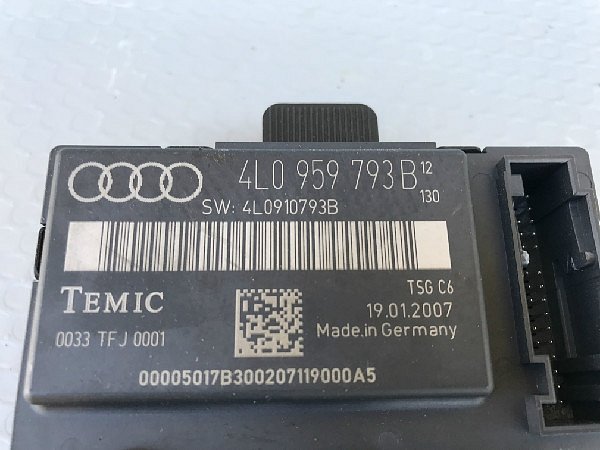 4L0 959 793 B 12
130
SW: 4L0910793B
TEMIC
TSG C6
19.01.2007
0033 TFJ 0001
Made.in Germany
00005017B300207119000A5